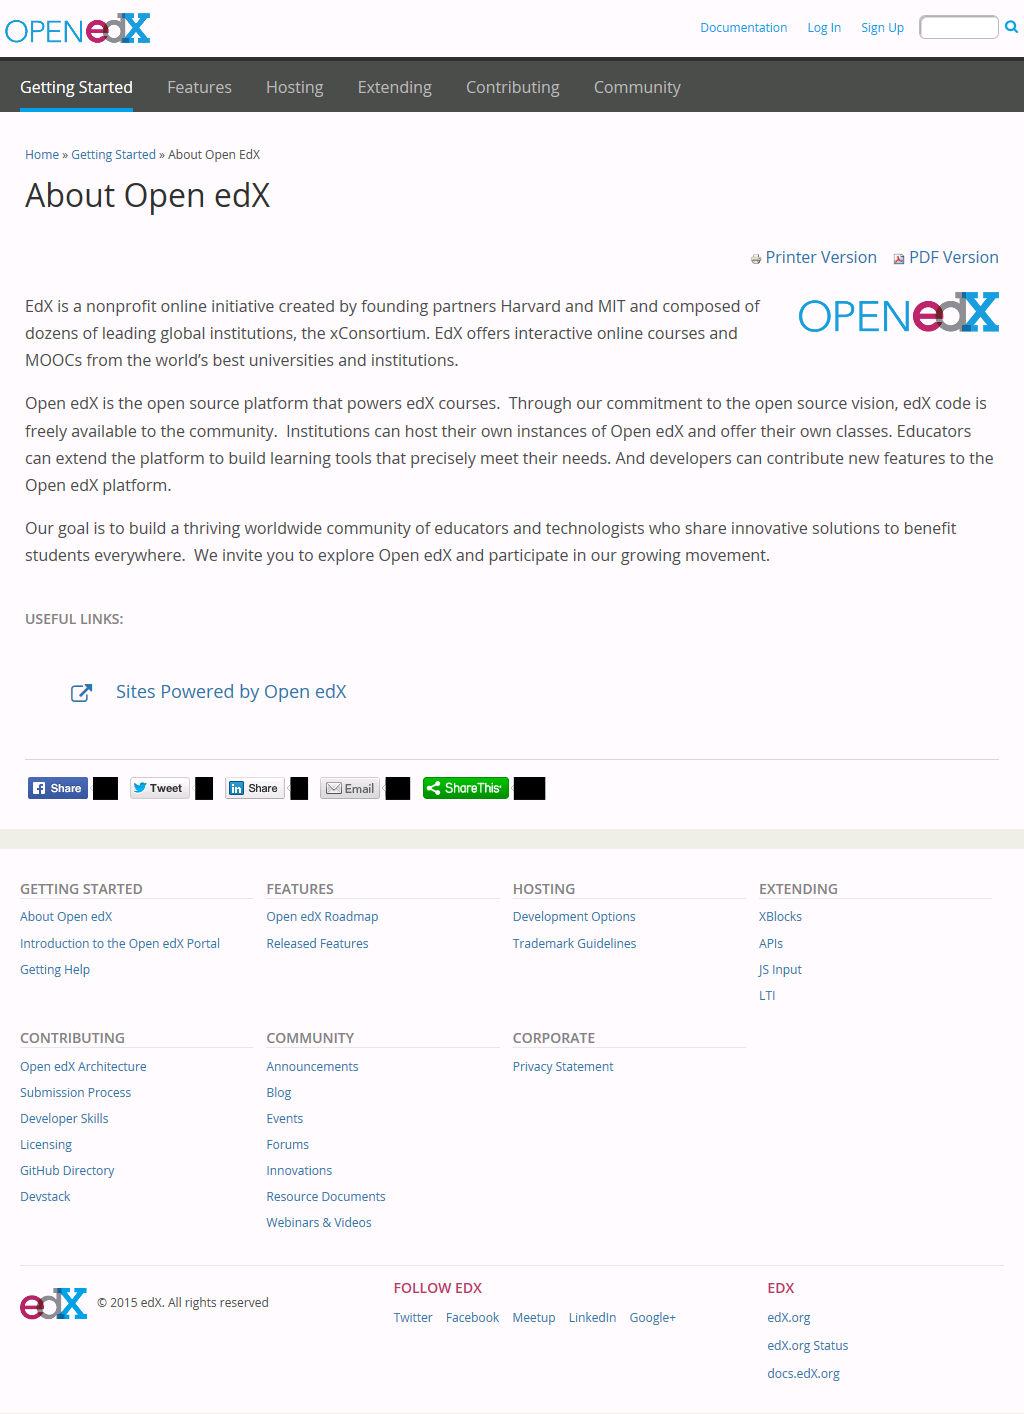 OPEN edX
Documentation Log In Sign Up
Getting Started Features Hosting Extending Contributing Community
Home » Getting Started » About Open EdX
About Open edX
Printer Version PDF Version
OPEN edX
EdX is a nonprofit online initiative created by founding partners Harvard and MIT and composed of
dozens of leading global institutions, the xConsortium. EdX offers interactive online courses and
MOOCs from the world’s best universities and institutions.
Open edX is the open source platform that powers edX courses.  Through our commitment to the open source vision, edX code is
freely available to the community.  Institutions can host their own instances of Open edX and offer their own classes. Educators
can extend the platform to build learning tools that precisely meet their needs. And developers can contribute new features to the
Open edX platform.
Our goal is to build a thriving worldwide community of educators and technologists who share innovative solutions to benefit
students everywhere.  We invite you to explore Open edX and participate in our growing movement.
USEFUL LINKS:
Sites Powered by Open edX
Share Tweet Share Email ShareThis
GETTING STARTED
About Open edX
Introduction to the Open edX Portal
Getting Help
FEATURES
Open edX Roadmap
Released Features
HOSTING
Development Options
Trademark Guidelines
EXTENDING
XBlocks
APIs
JS Input
LTI
CONTRIBUTING
Open edX Architecture
Submission Process
Developer Skills
Licensing
GitHub Directory
Devstack
COMMUNITY
Announcements
Blog
Events
Forums
Innovations
Resource Documents
Webinars & Videos
CORPORATE
Privacy Statement
edX © 2015 edX. All rights reserved
FOLLOW EDX
Twitter Facebook Meetup LinkedIn Google+
EDX
edX.org
edX.org Status
docs.edX.org